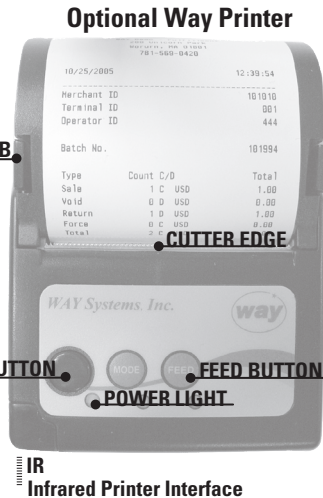 Optional Way Printer
MA
781-
-0420
10/25/2005 12:39:54
Merchant ID 101010
Terminal ID 001
Operator ID 444
Batch No. 101994
B
Type Count C/D Total
Sale 1 C USD 1.00
Void 0 D USD 0.00
Return 1 D USD 1.00
Force 0 C USD 0.00
Total 2 C
CUTTER EDGE
WAY Systems, Inc. way
UTTON MODE FEED FEED BUTTON
POWER LIGHT
IR
Infrared Printer Interface